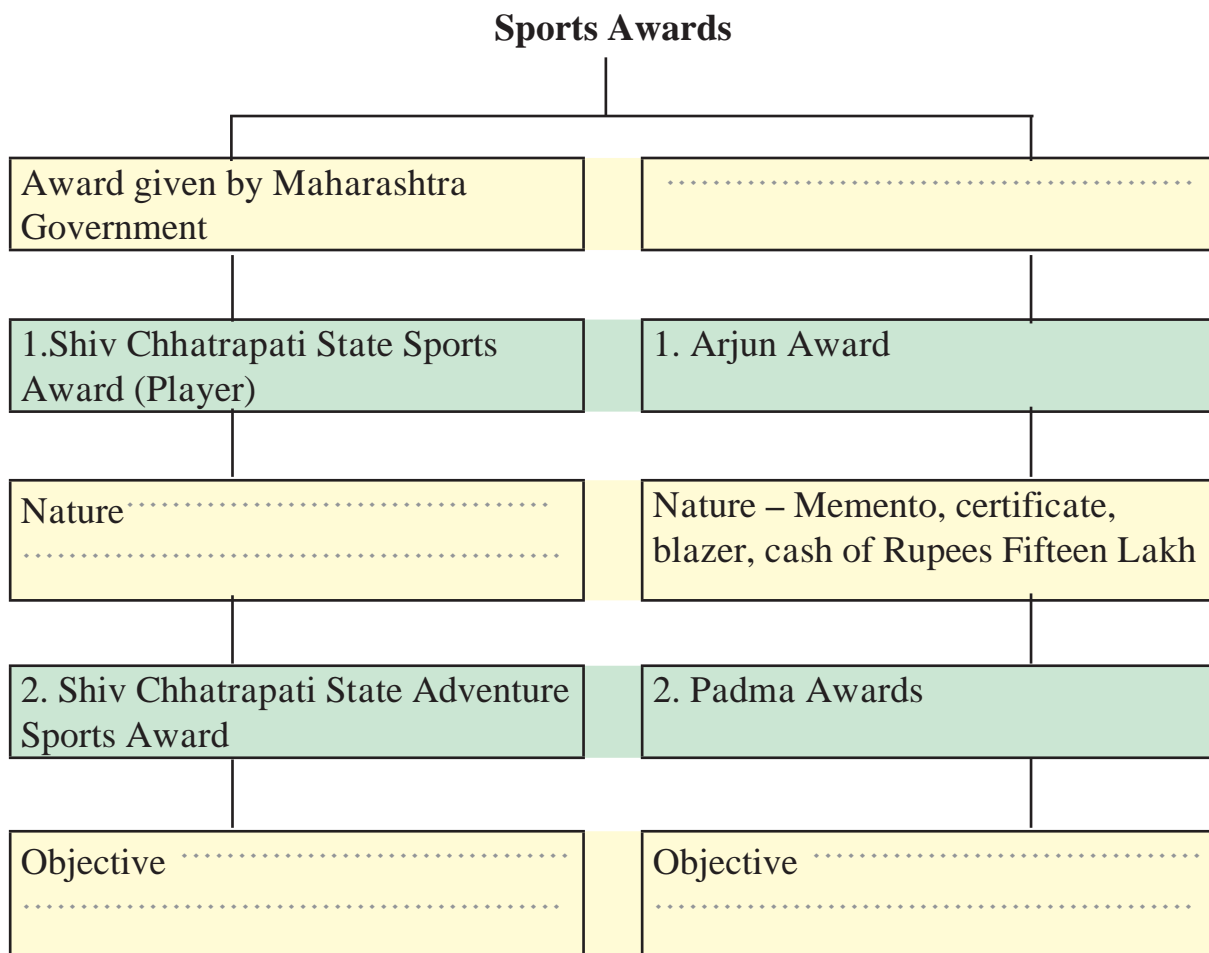 Sports Awards
Award given by Maharashtra
Government
1.Shiv Chhatrapati State Sports
Award (Player)
1. Arjun Award
Nature
Nature – Memento, certificate,
blazer, cash of Rupees Fifteen Lakh
2. Shiv Chhatrapati State Adventure
Sports Award
2. Padma Awards
Objective
Objective